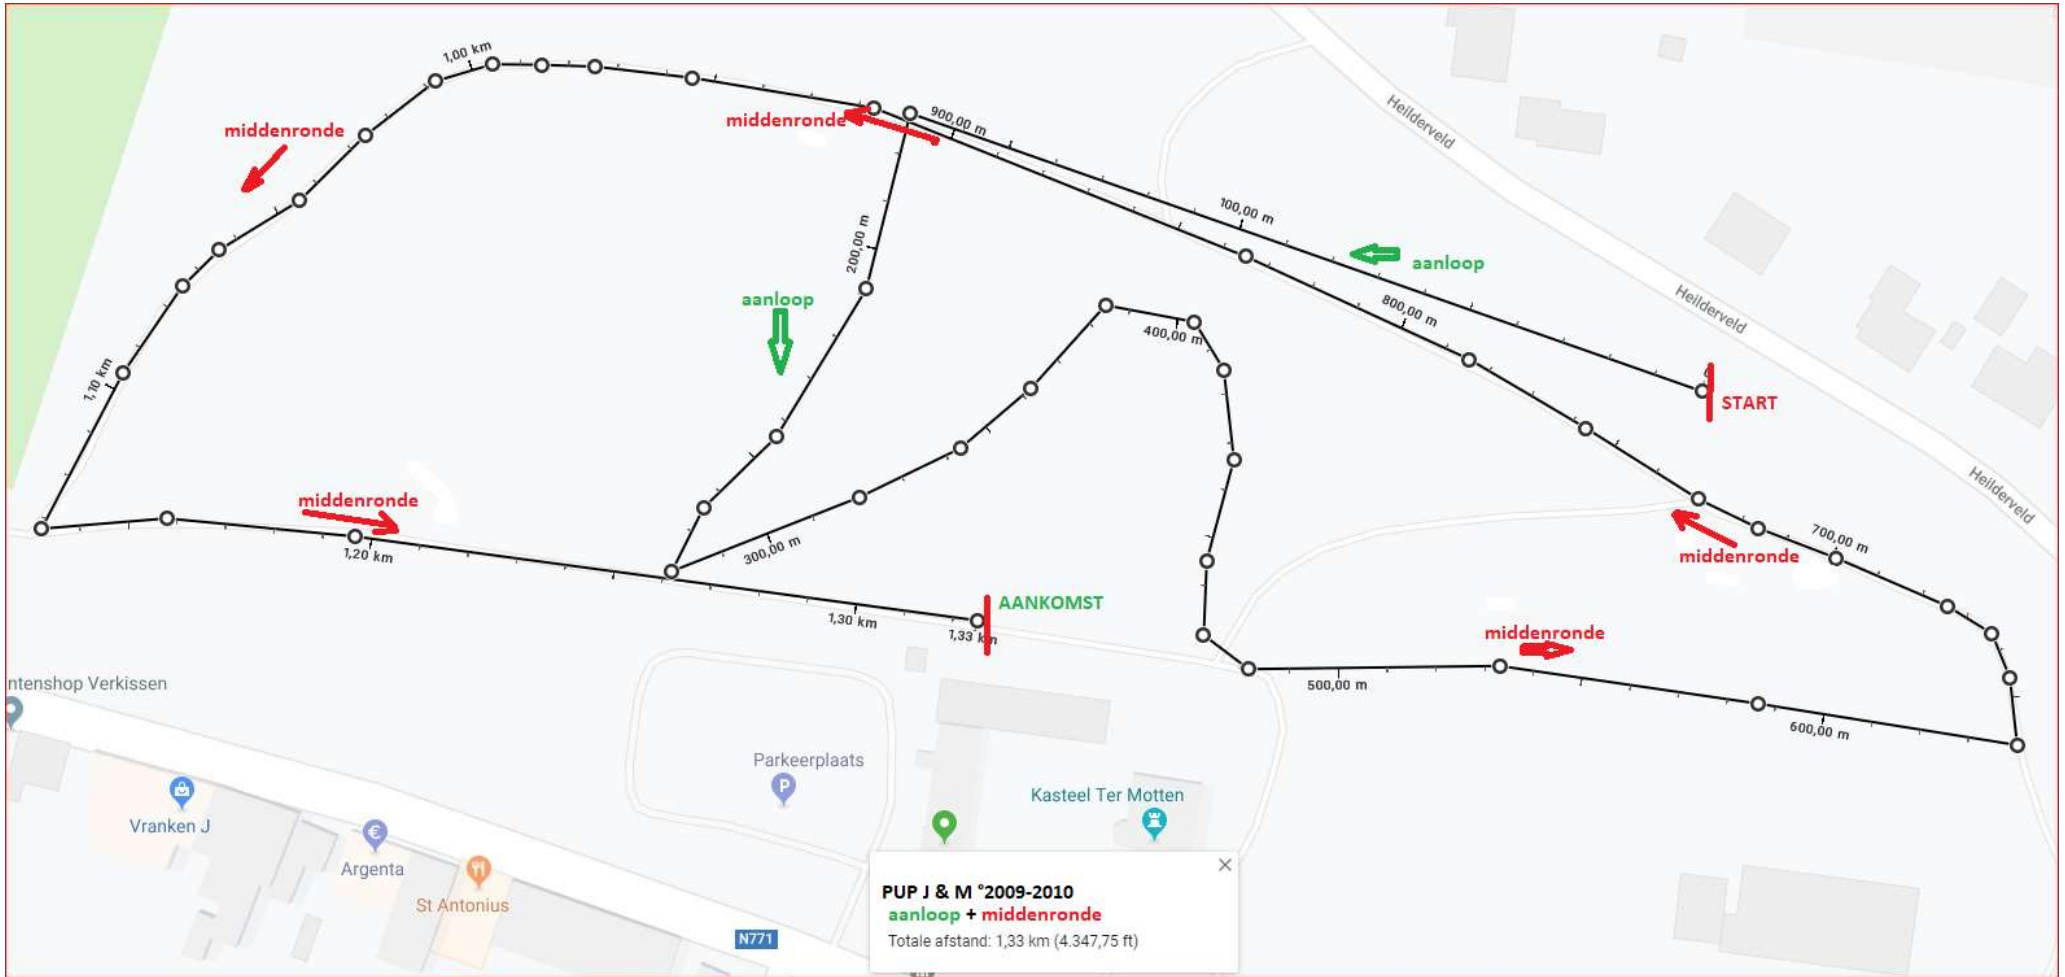 1,00 km
middenronde
middenronde
900,00 m
Heilderveld
100,00 m
200,00 m
aanloop
aanloop
Heilderveld
800,00 m
400,00 m
START
1,10 km
middenronde
1,20 km
300,00 m
Heilderveld
700,00 m
middenronde
AANKOMST
1,30 km
1,33 km
middenronde
500,00 m
600,00 m
ntenshop Verkissen
Parkeerplaats
Kasteel Ter Motten
Vranken J
Argenta
St Antonius
N771
PUP J & M °2009-2010
aanloop + middenronde
Totale afstand: 1,33 km (4.347,75 ft)